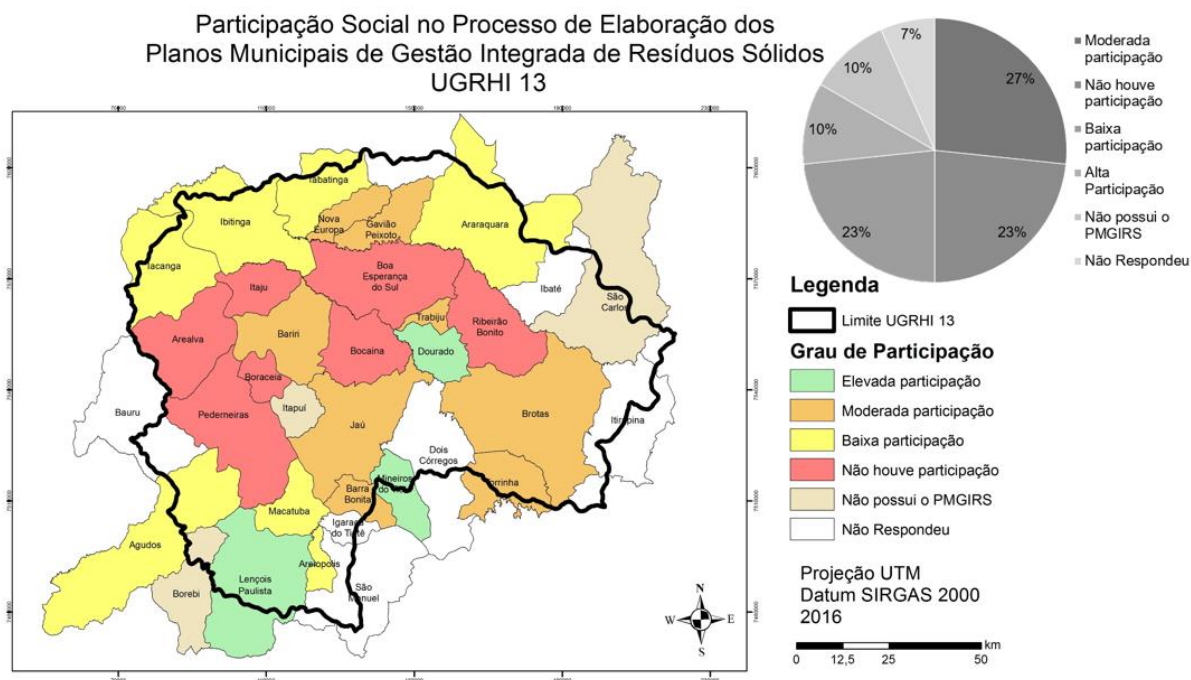 Participação Social no Processo de Elaboração dos
Planos Municipais de Gestão Integrada de Resíduos Sólidos
UGRHI 13
Tabatinga
Ibitinga
Nova
Europa
Gavião
Peixoto
Araraquara
Iacanga
Boa
Esperança
do Sul
Itaju
Ibaté
São
Carlos
Trabiju
Ribeirão
Bonito
Arealva
Bariri
Bocaina
Dourado
Boraceia
Itapuí
Bauru
Pederneiras
Jaú
Brotas
Itirapina
Dois
Córregos
Mineiros
do
Torrinha
Barra
Bonita
Macatuba
Igaraçu
do Tietê
Agudos
Areiópolis
Lençois
Paulista
São
Manuel
Borebi
N
W
E
S
7%
10%
10%
23%
23%
27%
Moderada
participação
Não houve
participação
Baixa
participação
Alta
Participação
Não possui o
PMGIRS
Não Respondeu
Legenda
Limite UGRHI 13
Grau de Participação
Elevada participação
Moderada participação
Baixa participação
Não houve participação
Não possui o PMGIRS
Não Respondeu
Projeção UTM
Datum SIRGAS 2000
2016
km
0 12,5 25 50